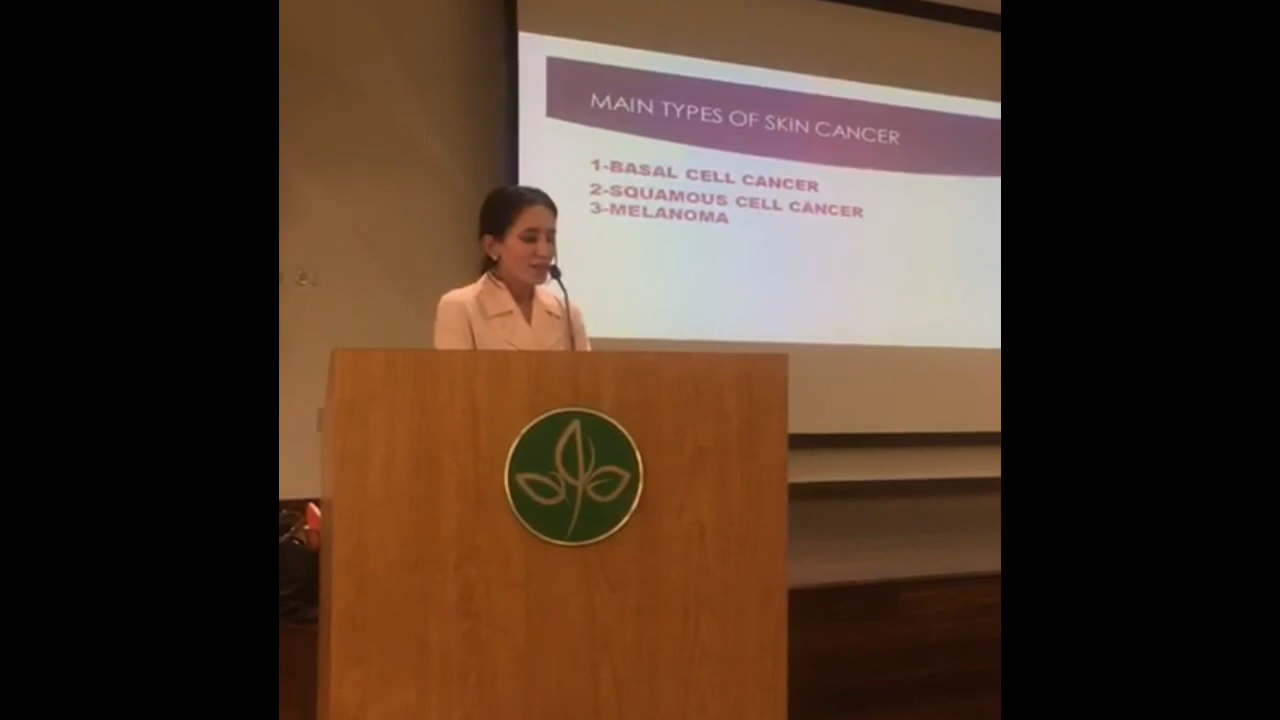 MAIN TYPES OF SKIN CANCER
1-BASAL CELL CANCER
2-SQUAMOUS CELL CANCER
3-MELANOMA